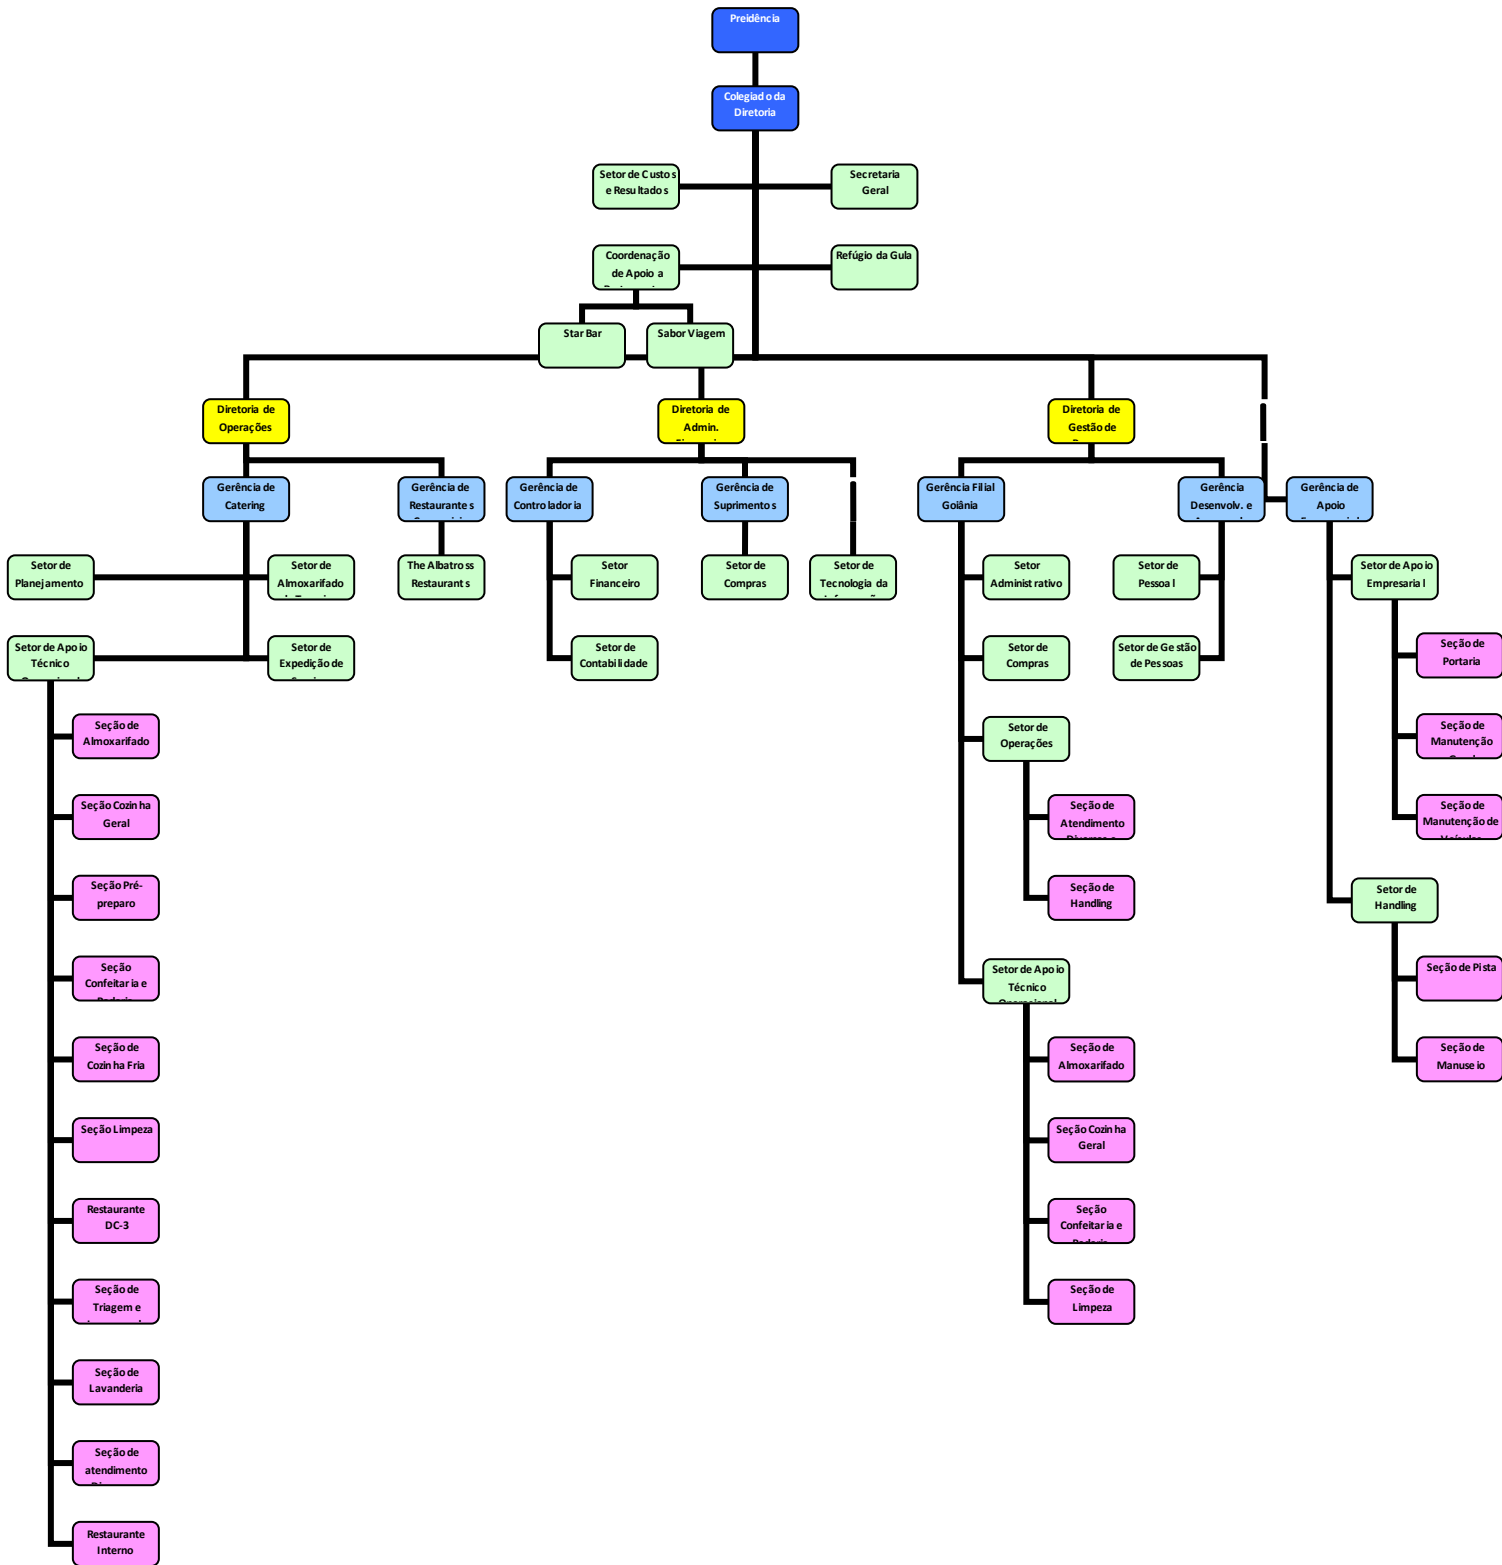 Preidência
Colegiado da
Diretoria
Setor de Custos
e Resultados
Secretaria
Geral
Coordenação
de Apoio a
Refúgio da Gula
Star Bar
Sabor Viagem
Diretoria de
Operações
Diretoria de
Admin.
Diretoria de
Gestão de
Gerência de
Catering
Gerência de
Restaurantes
Gerência de
Controladoria
Gerência de
Suprimentos
Gerência Filial
Goiânia
Gerência
Desenvolv. e
Gerência de
Apoio
Setor de
Planejamento
Setor de
Almoxarifado
The Albatross
Restaurants
Setor
Financeiro
Setor de
Compras
Setor de
Tecnologia da
Setor
Administrativo
Setor de
Pessoal
Setor de Apoio
Empresarial
Setor de Apoio
Técnico
Setor de
Expedição de
Setor de
Contabilidade
Setor de
Compras
Setor de Gestão
de Pessoas
Seção de
Portaria
Seção de
Almoxarifado
Setor de
Operações
Seção de
Manutenção
Seção Cozinha
Geral
Seção de
Atendimento
Seção de
Manutenção de
Seção Pré-
preparo
Seção de
Handling
Setor de
Handling
Seção
Confeitaria e
Setor de Apoio
Técnico
Operacional
Seção de Pista
Seção de
Cozinha Fria
Seção de
Almoxarifado
Seção de
Manuseio
Seção Limpeza
Seção Cozinha
Geral
Restaurante
DC-3
Seção
Confeitaria e
Seção de
Triagem e
Seção de
Limpeza
Seção de
Lavanderia
Seção de
atendimento
Restaurante
Interno